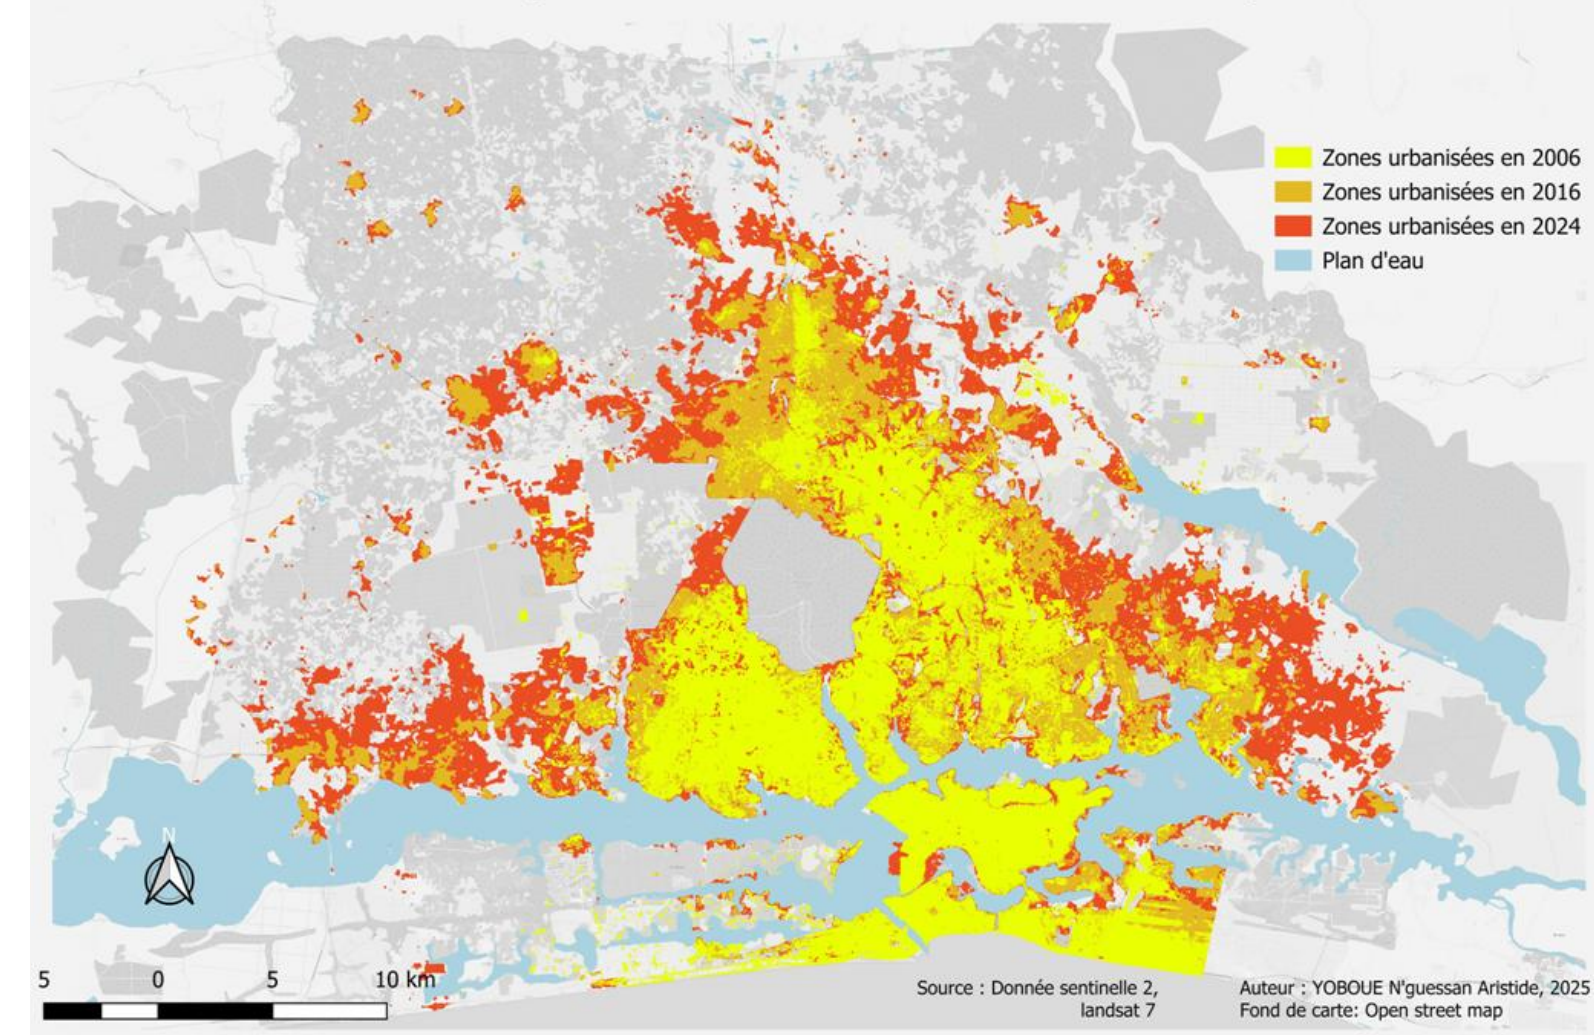 Zones urbanisées en 2006
Zones urbanisées en 2016
Zones urbanisées en 2024
Plan d'eau
N
5 0 5 10 km
Source : Donnée sentinelle 2,
landsat 7
Auteur : YOBOUE N'guessan Aristide, 2025
Fond de carte: Open street map